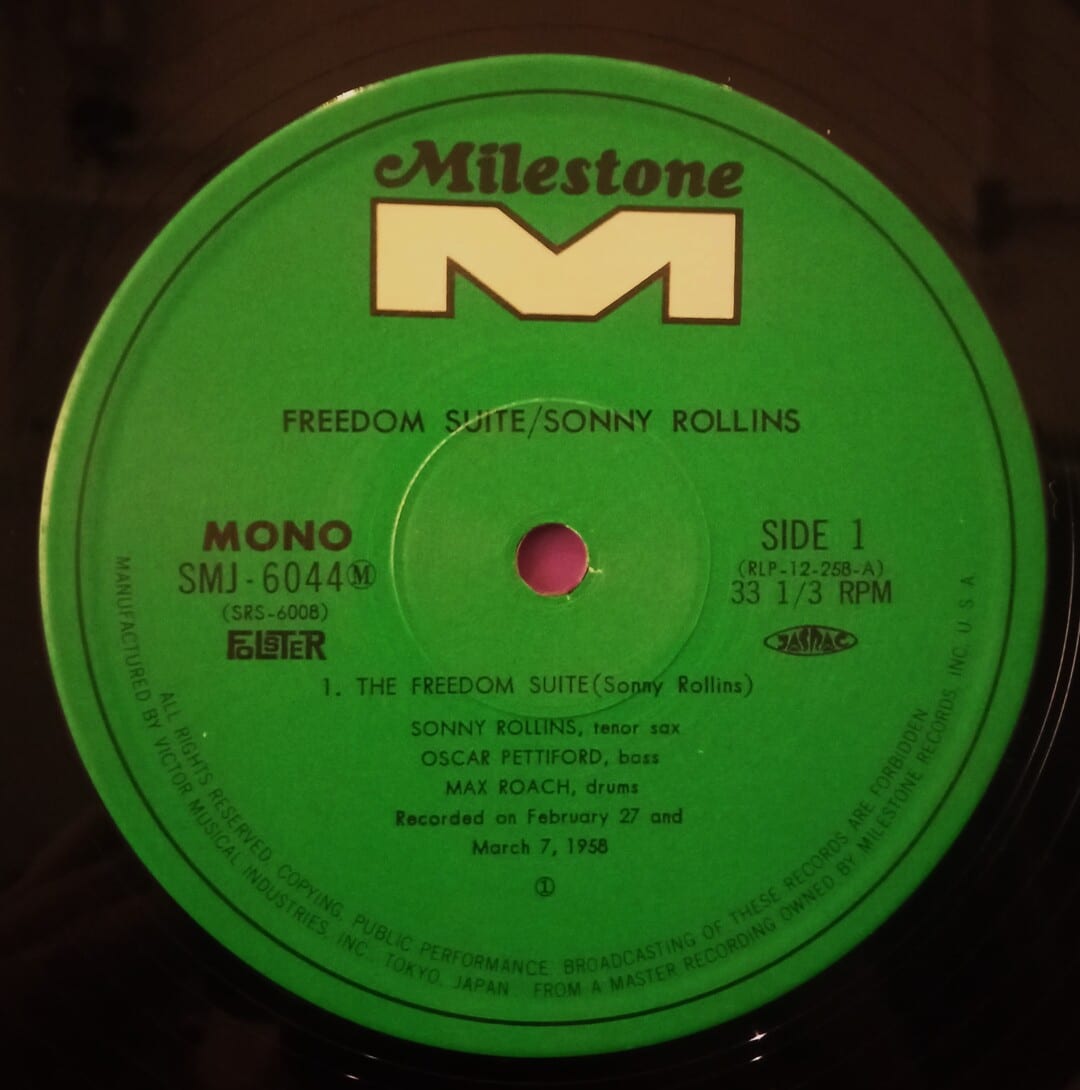 Milestone
M
FREEDOM SUITE/SONNY ROLLINS
MONO
SMJ-6044Ⓜ
(SRS-6008)
FOLSTER
SIDE 1
(RLP-12-258-A)
33 1/3 RPM
JASRAC
1. THE FREEDOM SUITE(Sonny Rollins)
SONNY ROLLINS, tenor sax
OSCAR PETTIFORD, bass
MAX ROACH, drums
Recorded on February 27 and
March 7, 1958
①
ALL RIGHTS RESERVED. COPYING, PUBLIC PERFORMANCE, BROADCASTING OF THESE RECORDS ARE FORBIDDEN
MANUFACTURED BY VICTOR MUSICAL INDUSTRIES, INC. TOKYO, JAPAN FROM A MASTER RECORDING OWNED BY MILESTONE RECORDS, INC. U.S.A.